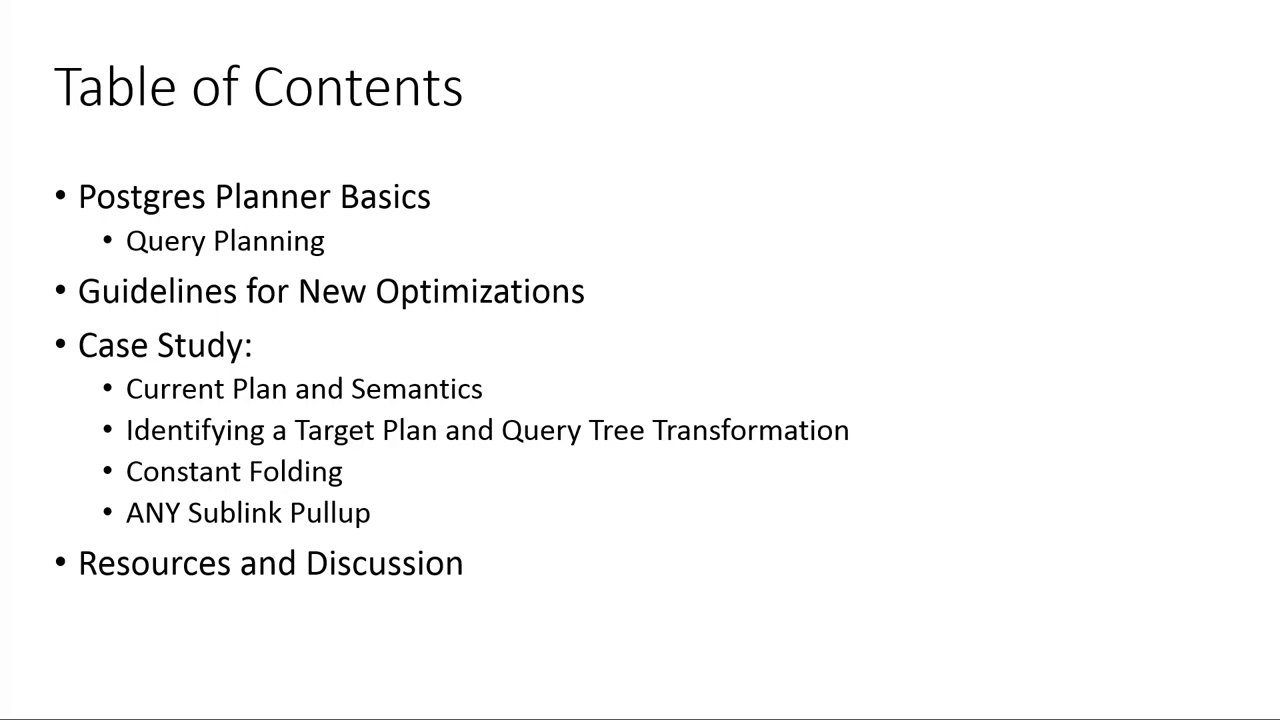 Table of Contents
• Postgres Planner Basics
• Query Planning
• Guidelines for New Optimizations
• Case Study:
• Current Plan and Semantics
• Identifying a Target Plan and Query Tree Transformation
• Constant Folding
• ANY Sublink Pullup
• Resources and Discussion